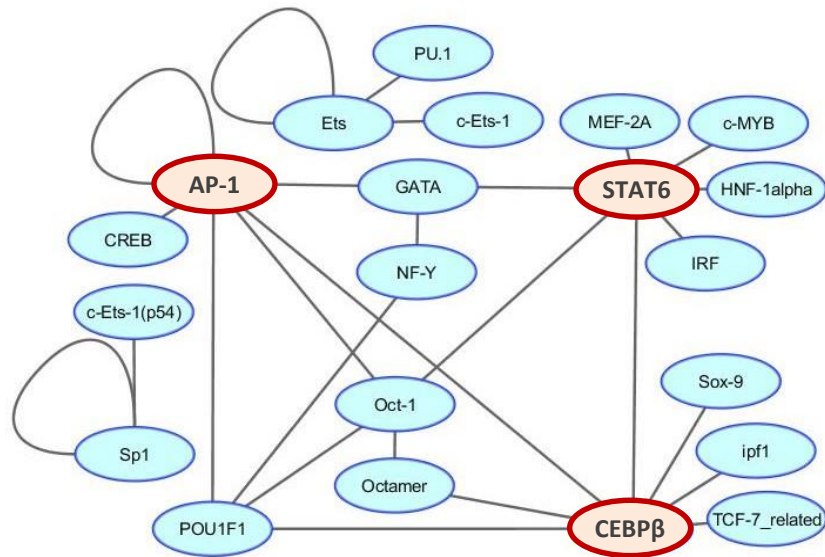 PU.1
Ets
c-Ets-1
MEF-2A
c-MYB
AP-1
GATA
STAT6
HNF-1alpha
CREB
NF-Y
IRF
c-Ets-1(p54)
Sox-9
Oct-1
Sp1
ipf1
Octamer
POU1F1
CEBPβ
TCF-7_related